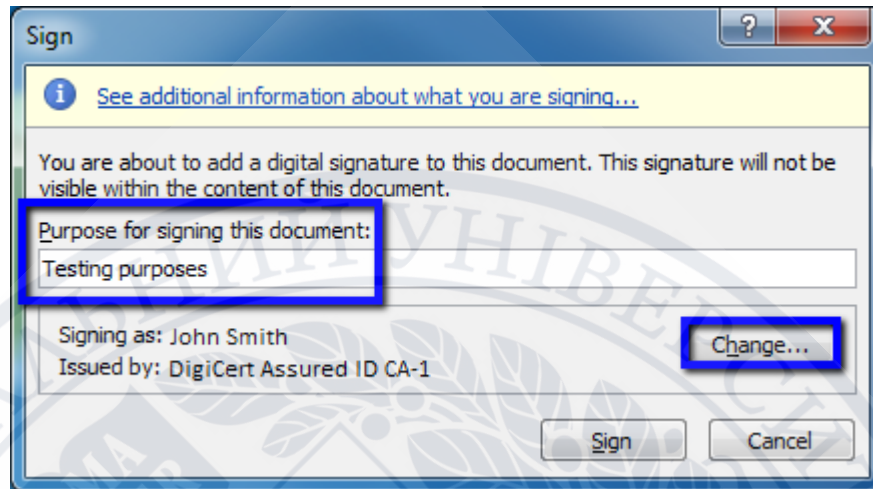 Sign
See additional information about what you are signing...
You are about to add a digital signature to this document. This signature will not be
visible within the content of this document.
Purpose for signing this document:
Testing purposes
Signing as: John Smith
Change...
Issued by: DigiCert Assured ID CA-1
Sign
Cancel